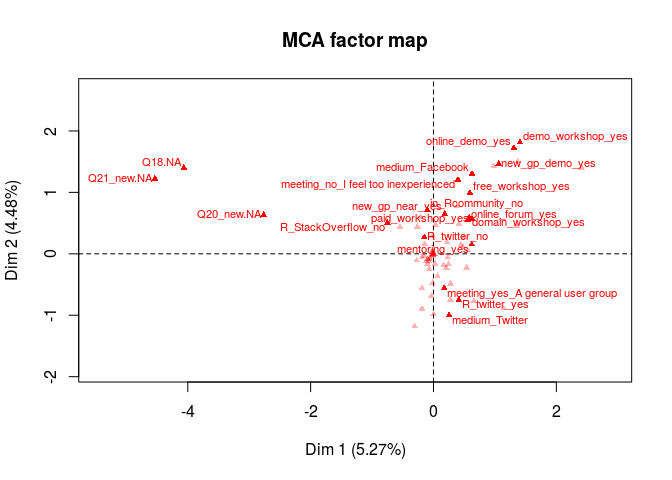 MCA factor map
demo_workshop_yes
online_demo_yes
Q18.NA
new_gp_demo_yes
medium_Facebook
Q21_new.NA
meeting_no_I feel too inexperienced
free_workshop_yes
in_Rcommunity_no
new_gp_near_yes
Q20_new.NA
paid_workshop_yes
online_forum_yes
domain_workshop_yes
R_StackOverflow_no
R_twitter_no
mentoring_yes
meeting_yes_A general user group
R_twitter_yes
medium_Twitter
2
1
0
-1
-2
Dim 2 (4.48%)
-4
-2
0
2
Dim 1 (5.27%)